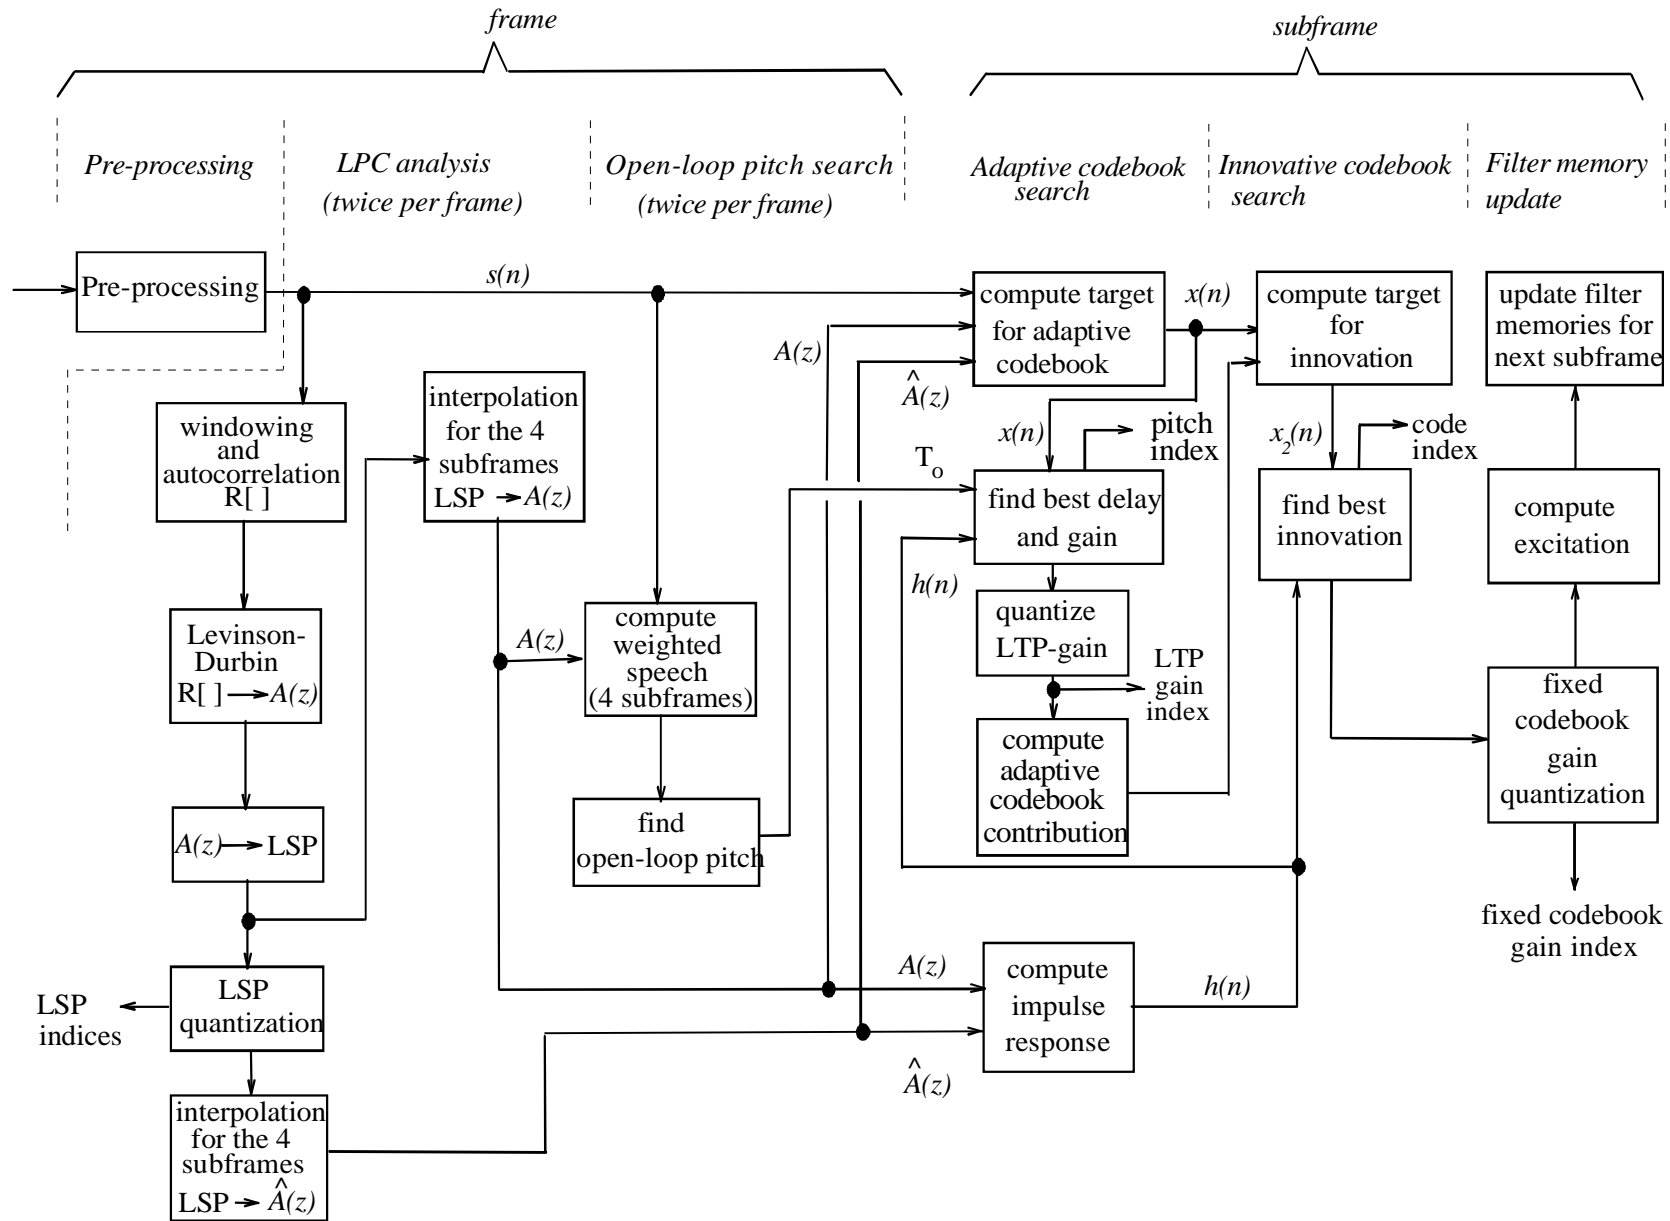 frame
subframe
Pre-processing
LPC analysis
(twice per frame)
Open-loop pitch search
(twice per frame)
Adaptive codebook
search
Innovative codebook
search
Filter memory
update
Pre-processing
s(n)
windowing
and
autocorrelation
R[ ]
Levinson-
Durbin
R[ ] → A(z)
A(z) → LSP
LSP
quantization
LSP
indices
interpolation
for the 4
subframes
LSP → Â(z)
interpolation
for the 4
subframes
LSP → A(z)
A(z)
compute
weighted
speech
(4 subframes)
find
open-loop pitch
A(z)
Â(z)
T₀
compute target
for adaptive
codebook
x(n)
x(n)
pitch
index
find best delay
and gain
h(n)
quantize
LTP-gain
LTP
gain
index
compute
adaptive
codebook
contribution
A(z)
Â(z)
compute
impulse
response
h(n)
compute target
for
innovation
x₂(n)
code
index
find best
innovation
update filter
memories for
next subframe
compute
excitation
fixed
codebook
gain
quantization
fixed codebook
gain index